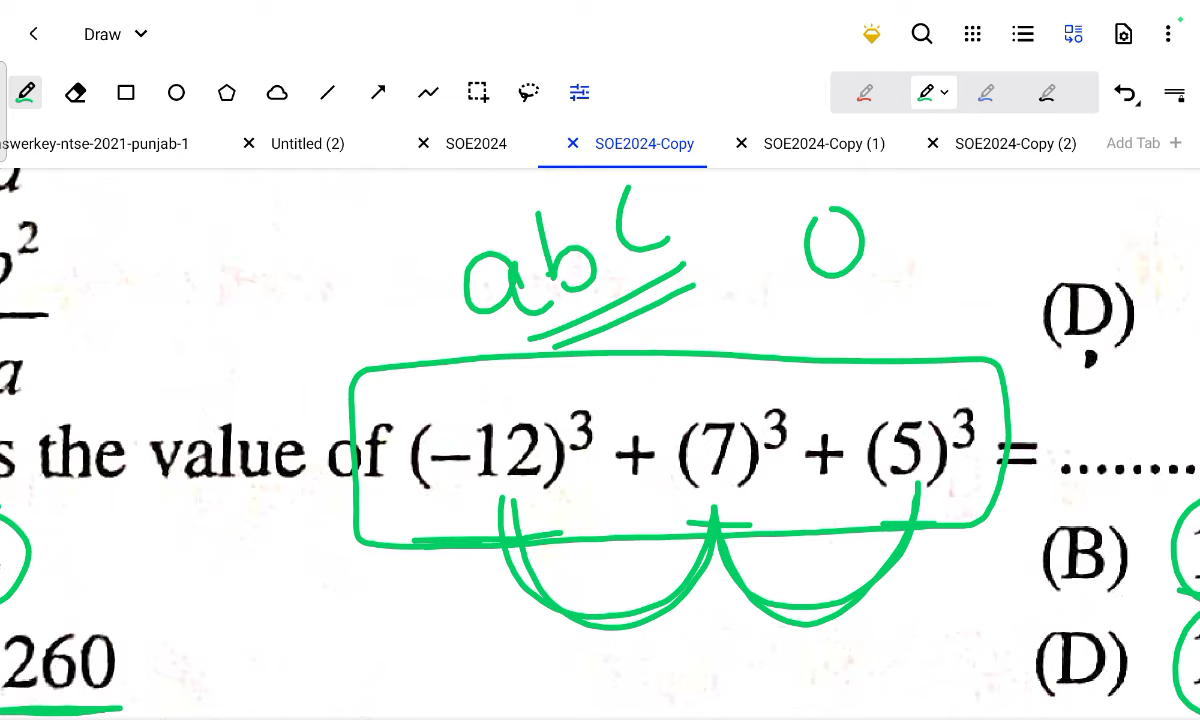 Draw
swerkey-ntse-2021-punjab-1 × Untitled (2) × SOE2024 × SOE2024-Copy × SOE2024-Copy (1) × SOE2024-Copy (2) Add Tab +
abc 0
2
(D)
a
the value of (–12)³ + (7)³ + (5)³ = ........
(B)
260 (D)